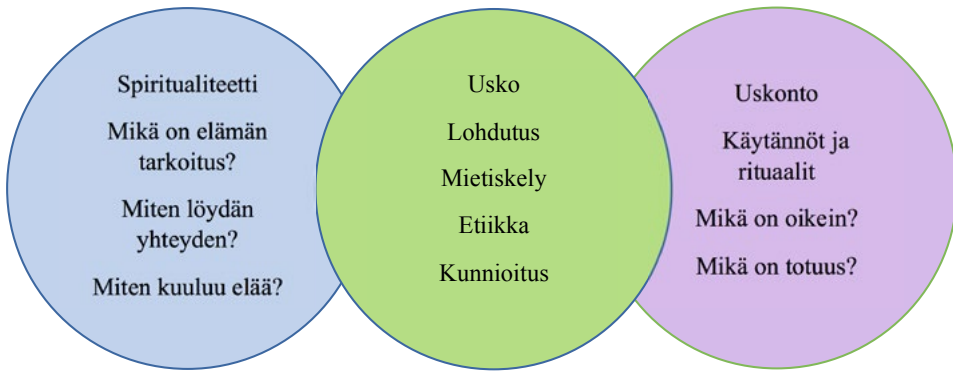 Spiritualiteetti
Mikä on elämän
tarkoitus?
Miten löydän
yhteyden?
Miten kuuluu elää?
Usko
Lohdutus
Mietiskely
Etiikka
Kunnioitus
Uskonto
Käytännöt ja
rituaalit
Mikä on oikein?
Mikä on totuus?